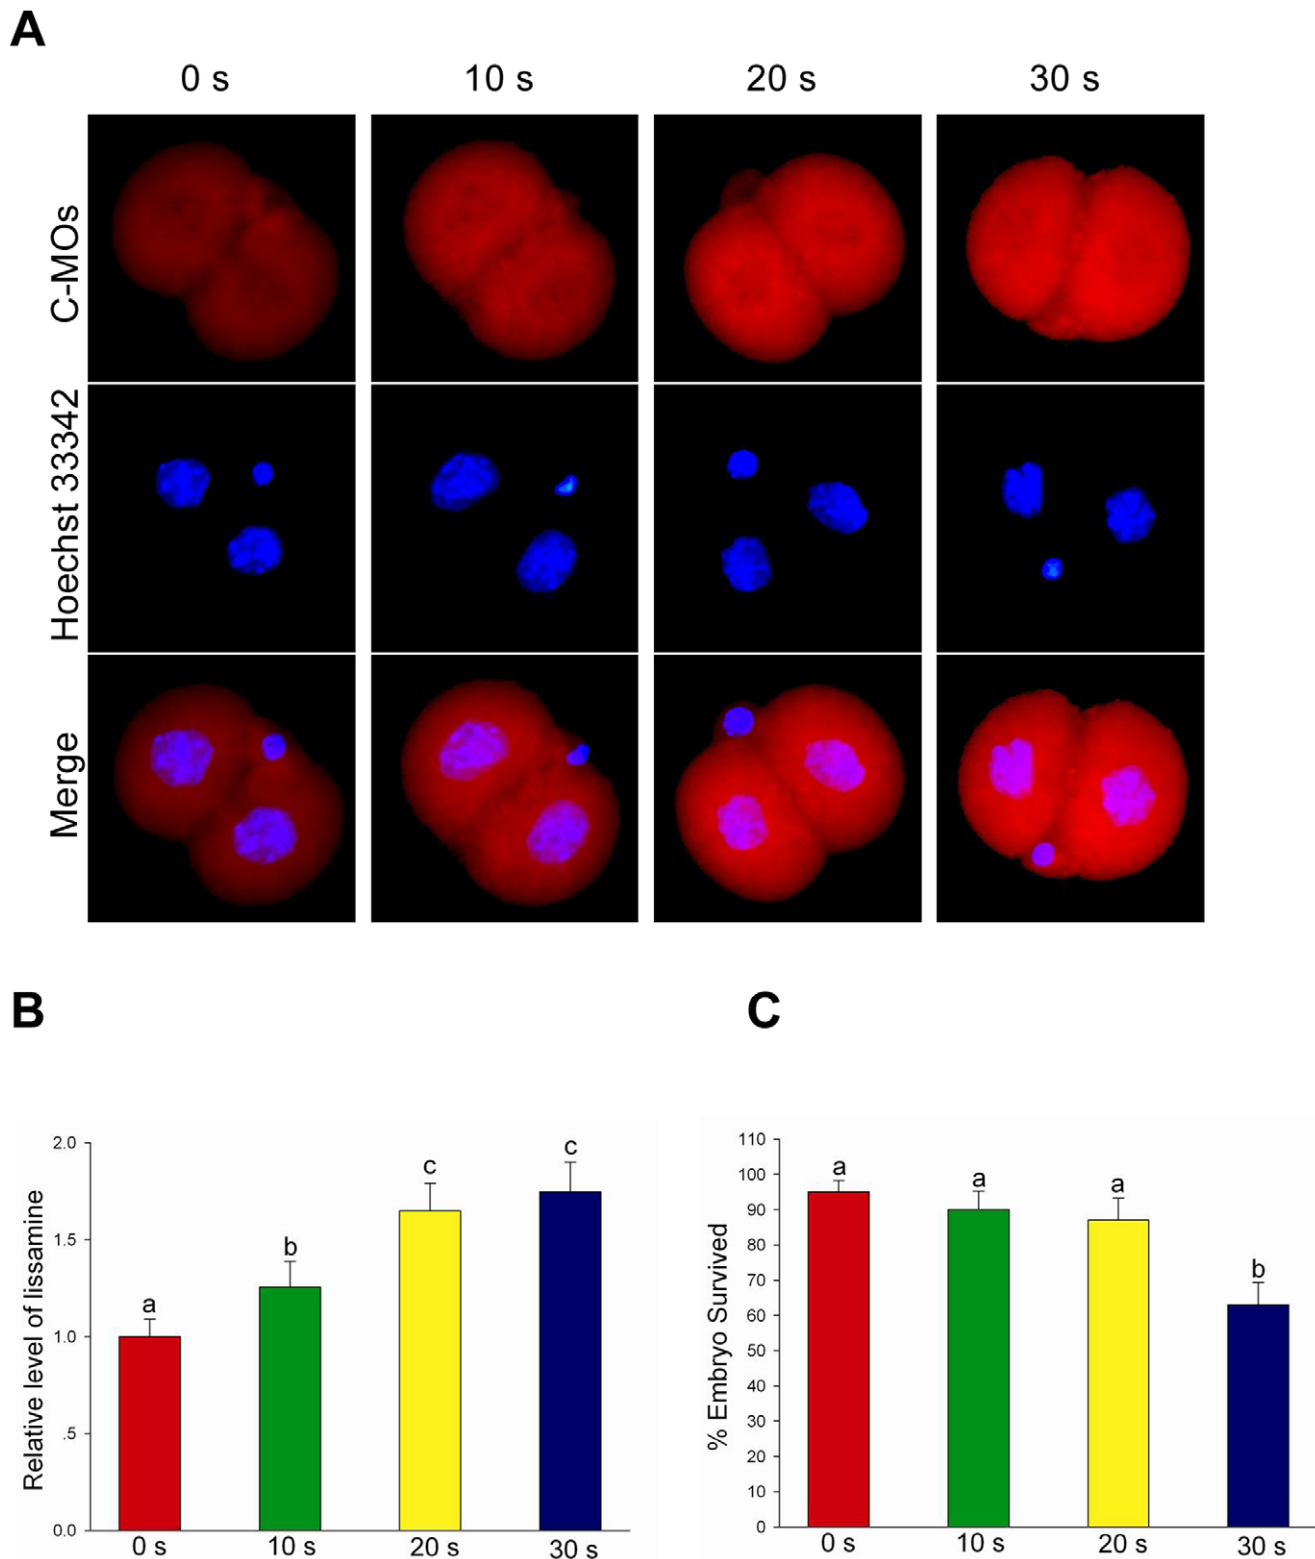 A
0 s 10 s 20 s 30 s
C-MOs
Hoechst 33342
Merge
B
C
Relative level of lissamine
2.0
1.5
1.0
.5
0.0
a
b
c
c
0 s 10 s 20 s 30 s
% Embryo Survived
110
100
90
80
70
60
50
40
30
20
10
0
a
a
a
b
0 s 10 s 20 s 30 s